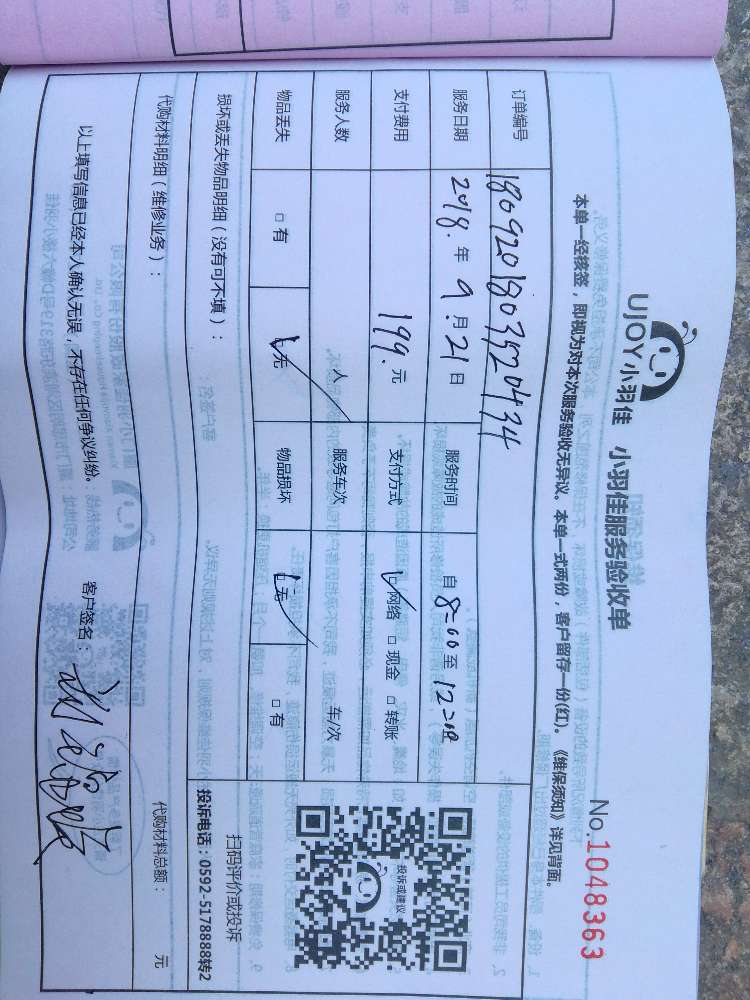 UJOY小羽佳 小羽佳服务验收单
No.1048363
本单一经核签，即视为对本次服务验收无异议。本单一式两份，客户留存一份(红)。《维保须知》详见背面。
订单编号 1809201803920434
服务日期 2018.年 9.月 21日 服务时间 自 8=00 至 12=00
支付费用 199. 元 支付方式 ☑网络 □现金 □转账
服务人数 人 服务车次 车/次
物品丢失 □有 ☑无 物品损坏 ☑无 □有
投诉或建议
扫码评价或投诉
投诉电话：0592-5178888转2
损坏或丢失物品明细（没有可不填）：
代购材料明细（维修业务）： 代购材料总额： 元
以上填写信息已经本人确认无误，不存在任何争议纠纷。 客户签名：